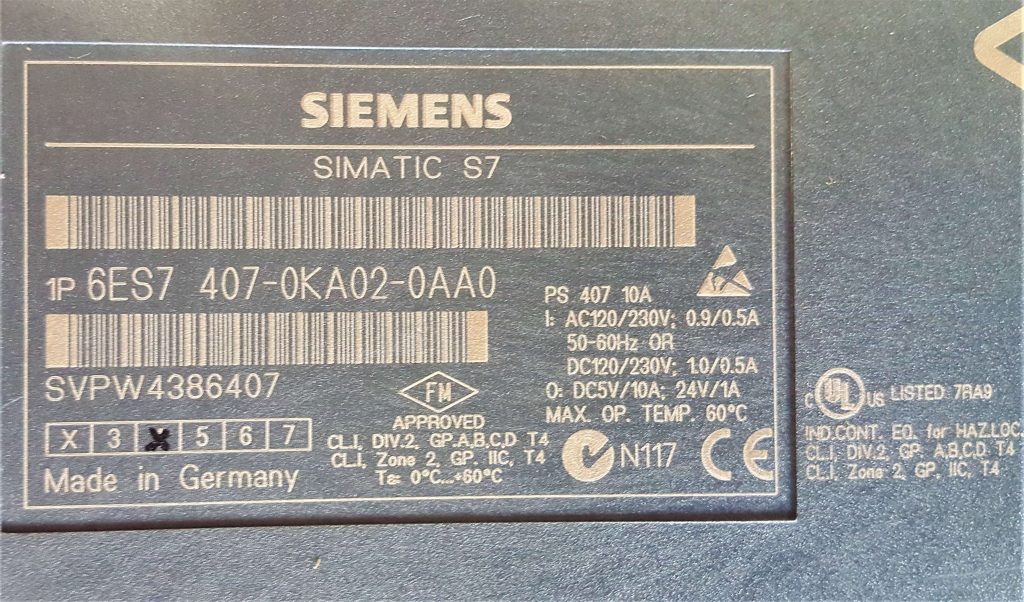 SIEMENS
SIMATIC S7
1P 6ES7 407-0KA02-0AA0
SVPW4386407
X 3 X 5 6 7
Made in Germany
FM
APPROVED
CL.I, DIV.2, GP.A,B,C,D T4
CL.I, Zone 2, GP. IIC, T4
Ta: 0°C...+60°C
PS 407 10A
I: AC120/230V; 0.9/0.5A
50-60Hz OR
DC120/230V; 1.0/0.5A
O: DC5V/10A; 24V/1A
MAX. OP. TEMP. 60°C
N117 CE
C UL US LISTED 7RA9
IND.CONT. EQ. for HAZ.LOC.
CL.I, DIV.2, GP. A,B,C,D T4
CL.I, Zone 2, GP. IIC, T4